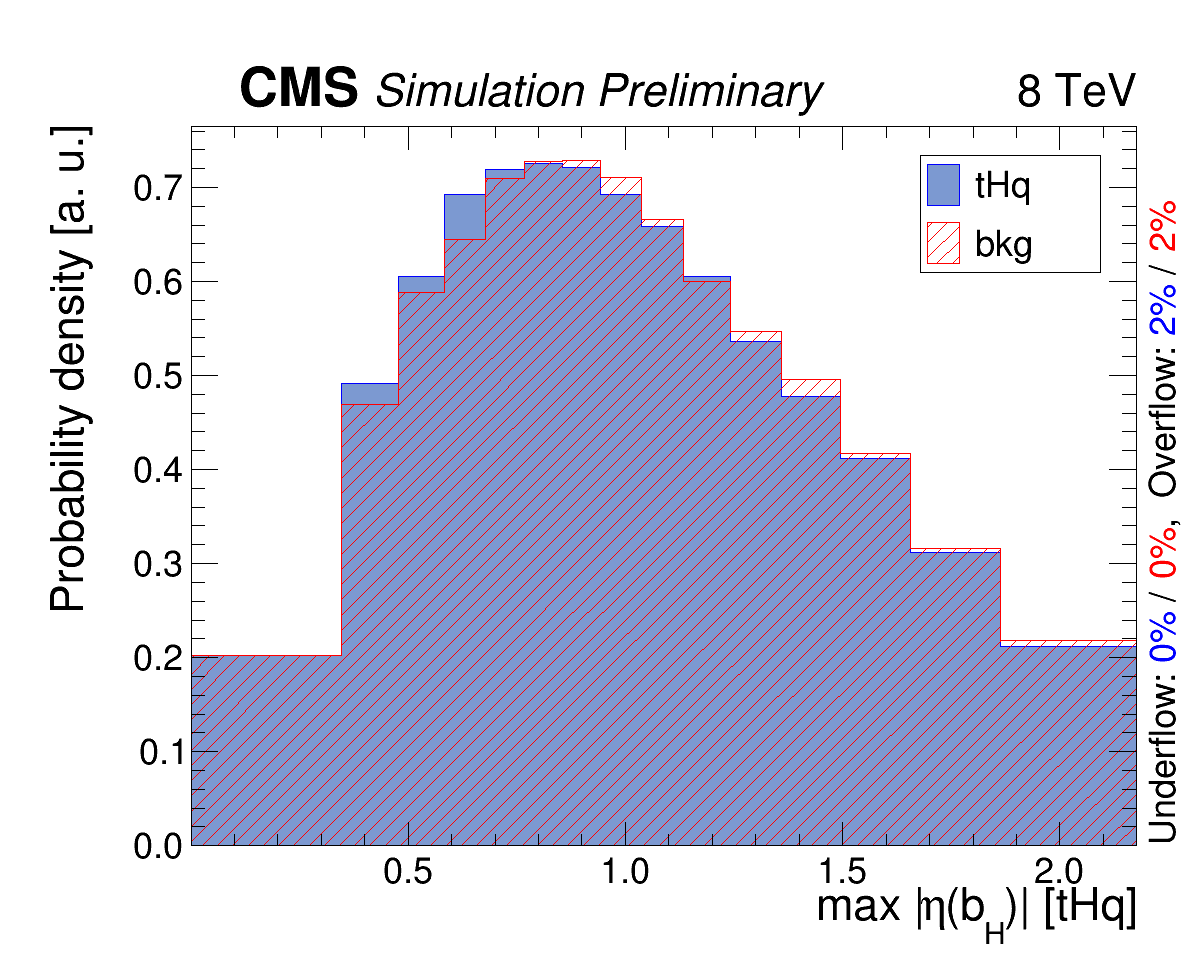 CMS Simulation Preliminary 8 TeV
Probability density [a. u.]
0.7
0.6
0.5
0.4
0.3
0.2
0.1
0.0
tHq
bkg
0.5 1.0 1.5 2.0
max |η(b_H)| [tHq]
Underflow: 0% / 0%, Overflow: 2% / 2%